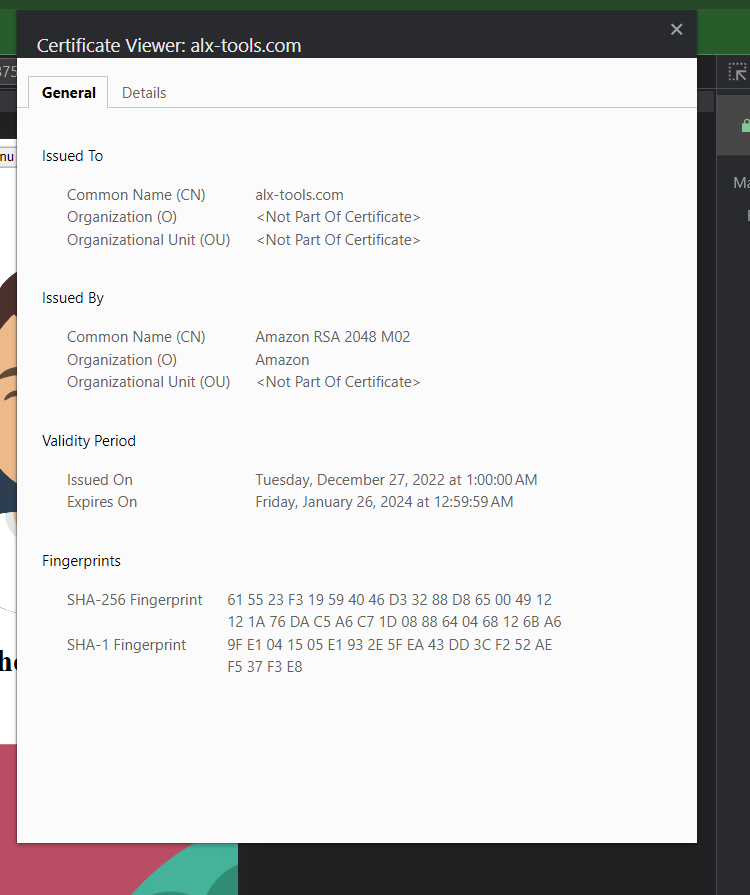 Certificate Viewer: alx-tools.com
General Details
Issued To
Common Name (CN) alx-tools.com
Organization (O) <Not Part Of Certificate>
Organizational Unit (OU) <Not Part Of Certificate>
Issued By
Common Name (CN) Amazon RSA 2048 M02
Organization (O) Amazon
Organizational Unit (OU) <Not Part Of Certificate>
Validity Period
Issued On Tuesday, December 27, 2022 at 1:00:00 AM
Expires On Friday, January 26, 2024 at 12:59:59 AM
Fingerprints
SHA-256 Fingerprint 61 55 23 F3 19 59 40 46 D3 32 88 D8 65 00 49 12
12 1A 76 DA C5 A6 C7 1D 08 88 64 04 68 12 6B A6
SHA-1 Fingerprint 9F E1 04 15 05 E1 93 2E 5F EA 43 DD 3C F2 52 AE
F5 37 F3 E8